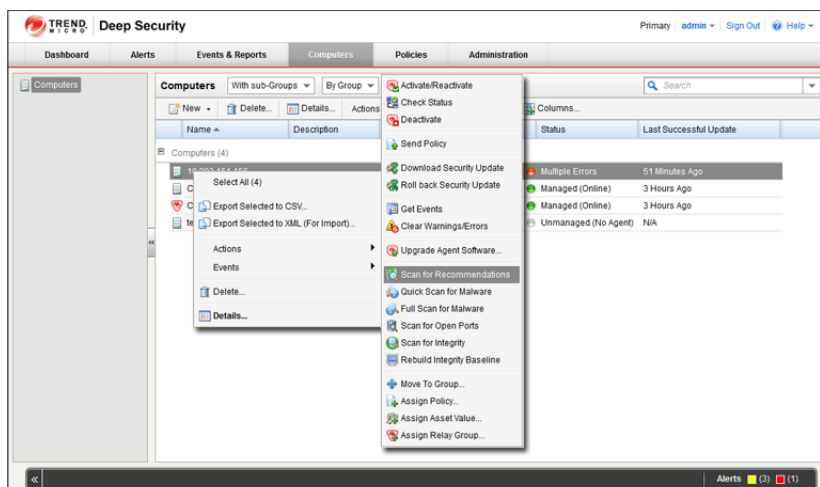 TREND MICRO Deep Security
Primary admin Sign Out Help
Dashboard Alerts Events & Reports Computers Policies Administration
Computers
Computers With sub-Groups By Group Search
New Delete... Details... Actions Columns...
Name Description Status Last Successful Update
Computers (4)
Multiple Errors 51 Minutes Ago
C Managed (Online) 3 Hours Ago
C Managed (Online) 3 Hours Ago
te Unmanaged (No Agent) N/A
Select All (4)
Export Selected to CSV...
Export Selected to XML (For Import)...
Actions
Events
Delete...
Details...
Activate/Reactivate
Check Status
Deactivate
Send Policy
Download Security Update
Roll back Security Update
Get Events
Clear Warnings/Errors
Upgrade Agent Software...
Scan for Recommendations
Quick Scan for Malware
Full Scan for Malware
Scan for Open Ports
Scan for Integrity
Rebuild Integrity Baseline
Move To Group...
Assign Policy...
Assign Asset Value...
Assign Relay Group...
Alerts (3) (1)